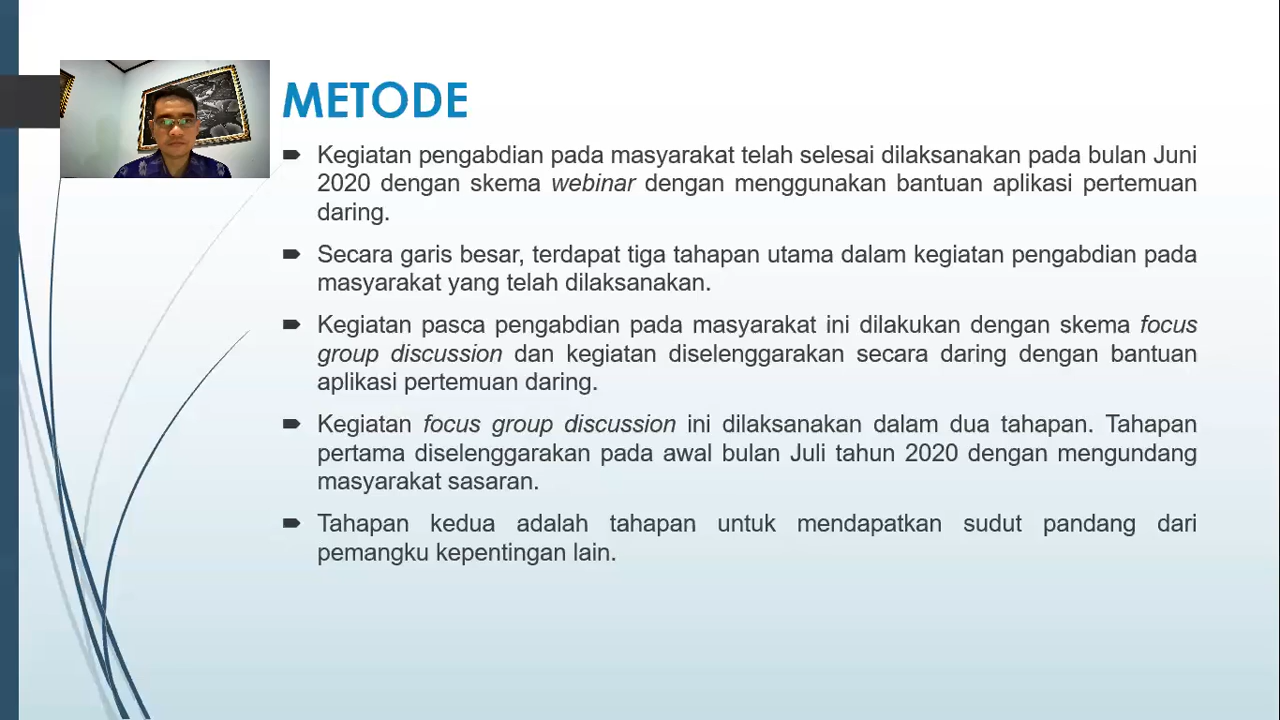 METODE
Kegiatan pengabdian pada masyarakat telah selesai dilaksanakan pada bulan Juni
2020 dengan skema webinar dengan menggunakan bantuan aplikasi pertemuan
daring.
Secara garis besar, terdapat tiga tahapan utama dalam kegiatan pengabdian pada
masyarakat yang telah dilaksanakan.
Kegiatan pasca pengabdian pada masyarakat ini dilakukan dengan skema focus
group discussion dan kegiatan diselenggarakan secara daring dengan bantuan
aplikasi pertemuan daring.
Kegiatan focus group discussion ini dilaksanakan dalam dua tahapan. Tahapan
pertama diselenggarakan pada awal bulan Juli tahun 2020 dengan mengundang
masyarakat sasaran.
Tahapan kedua adalah tahapan untuk mendapatkan sudut pandang dari
pemangku kepentingan lain.